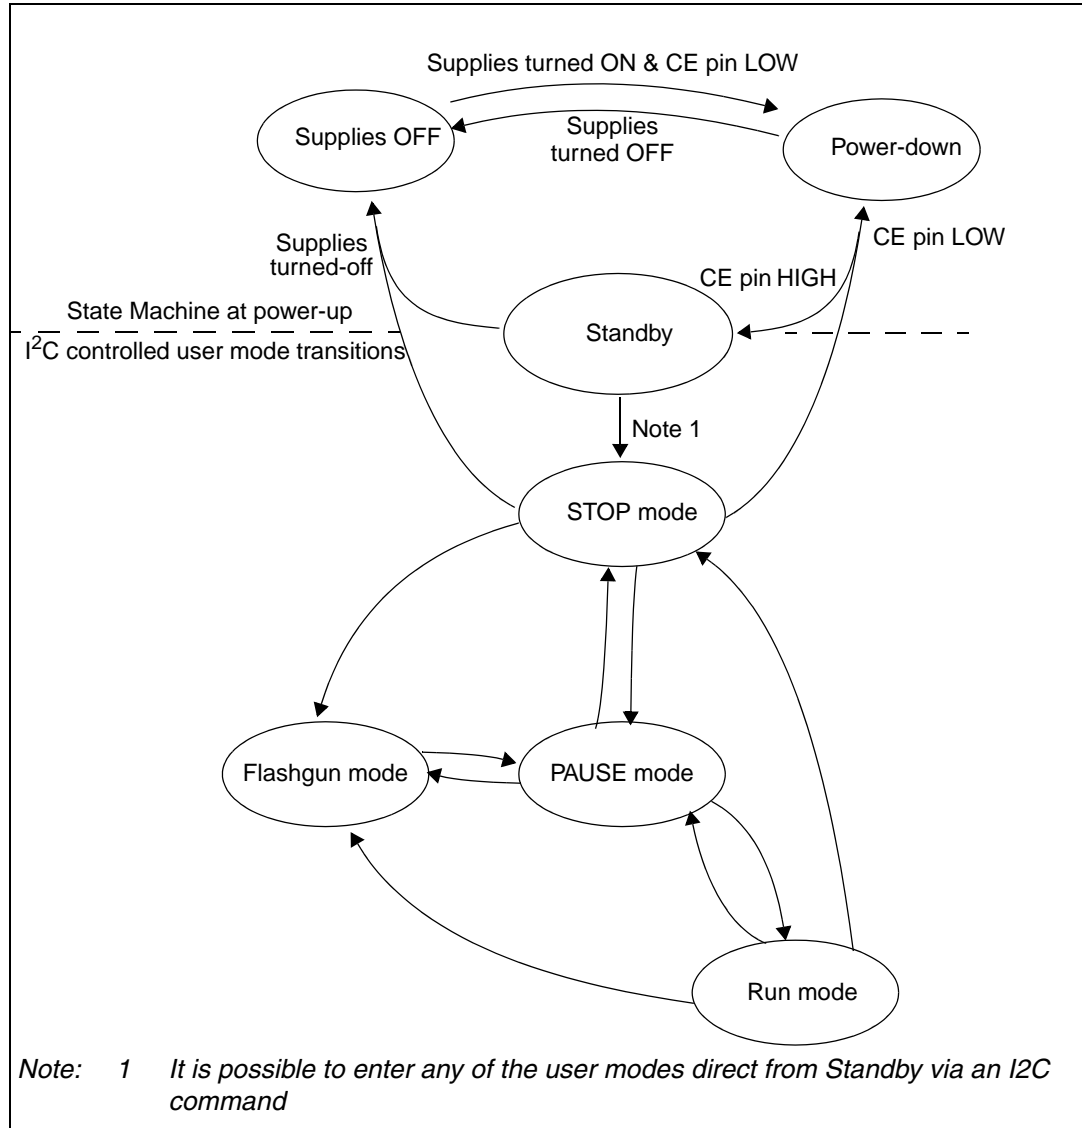 Supplies turned ON & CE pin LOW
Supplies OFF
Supplies
turned OFF
Power-down
Supplies
turned-off
CE pin LOW
CE pin HIGH
State Machine at power-up
Standby
I2C controlled user mode transitions
Note 1
STOP mode
Flashgun mode
PAUSE mode
Run mode
Note: 1 It is possible to enter any of the user modes direct from Standby via an I2C
command